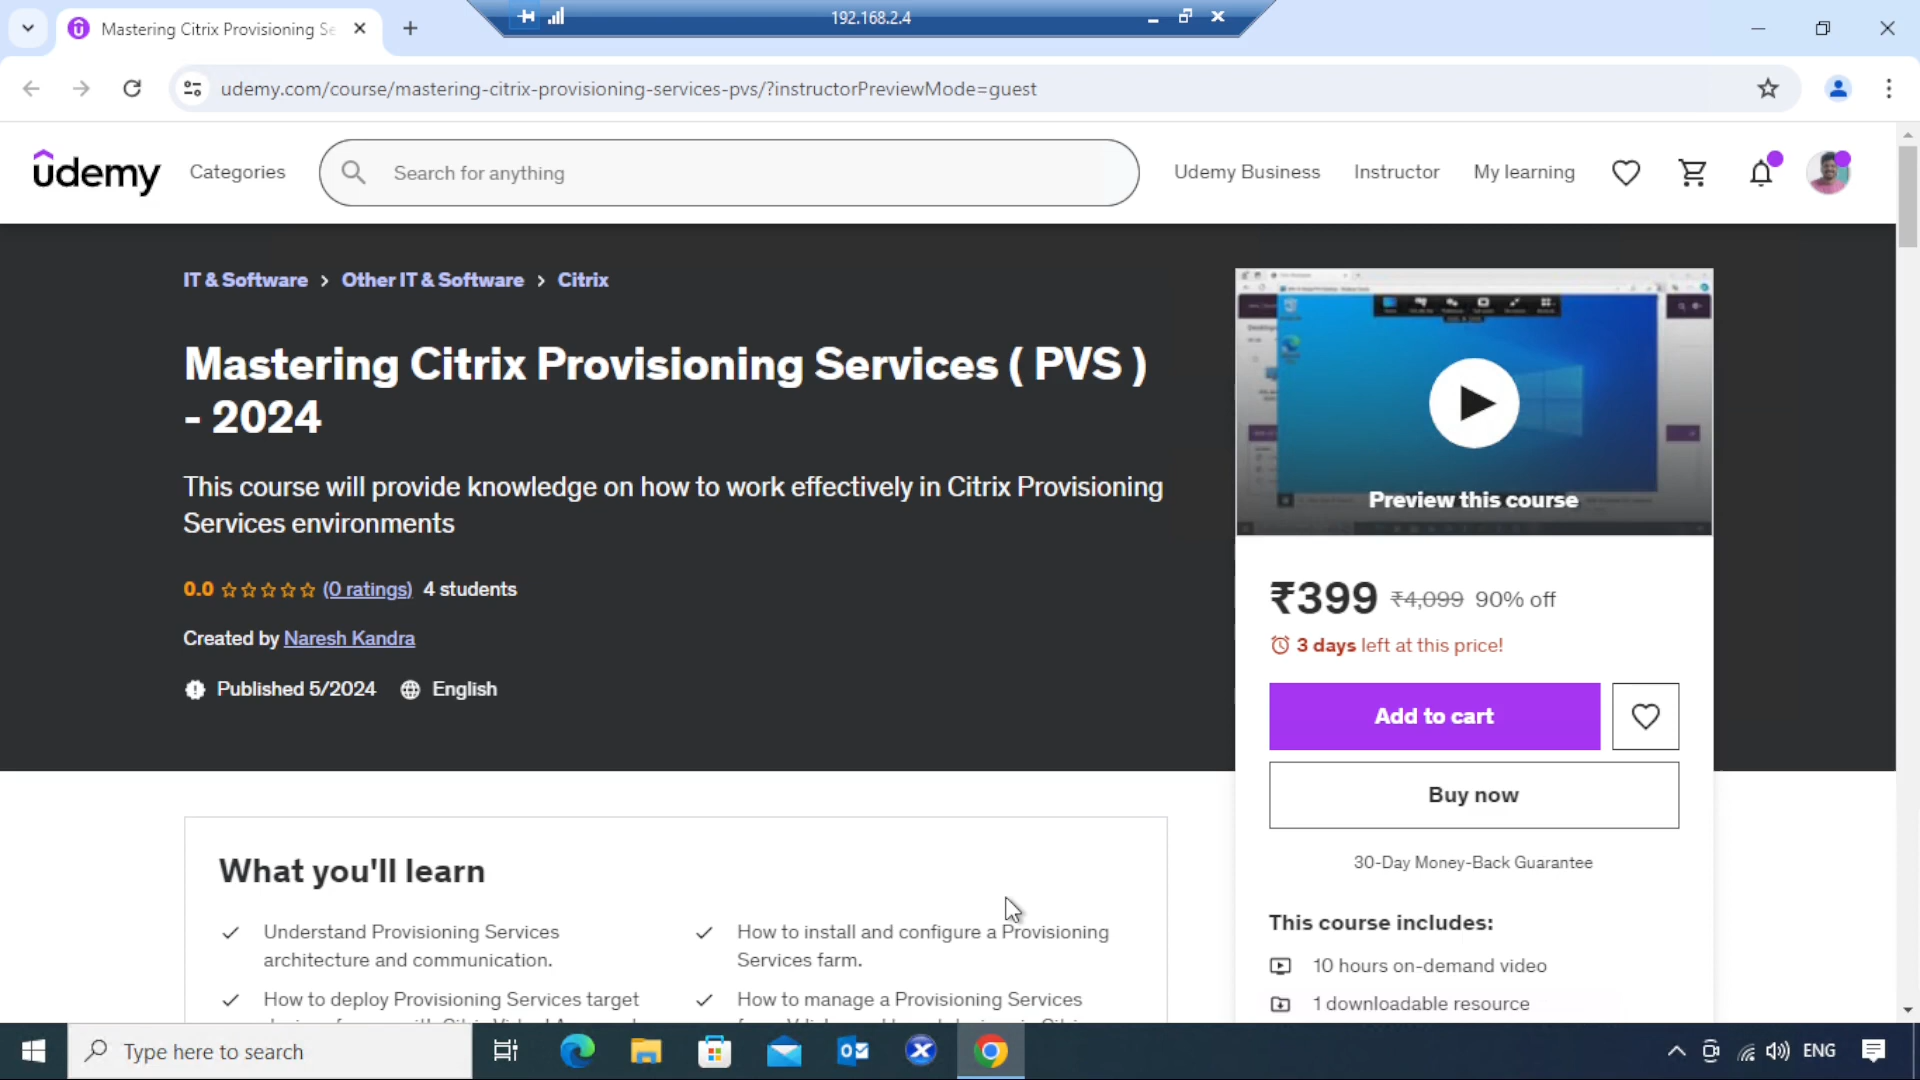 192.168.2.4
Mastering Citrix Provisioning Se
udemy.com/course/mastering-citrix-provisioning-services-pvs/?instructorPreviewMode=guest
udemy
Categories
Search for anything
Udemy Business
Instructor
My learning
IT & Software > Other IT & Software > Citrix
Mastering Citrix Provisioning Services ( PVS )
- 2024
This course will provide knowledge on how to work effectively in Citrix Provisioning
Services environments
0.0 (0 ratings) 4 students
Created by Naresh Kandra
Published 5/2024 English
Preview this course
₹399 ₹4,099 90% off
3 days left at this price!
Add to cart
Buy now
30-Day Money-Back Guarantee
This course includes:
10 hours on-demand video
1 downloadable resource
What you'll learn
Understand Provisioning Services
architecture and communication.
How to deploy Provisioning Services target
How to install and configure a Provisioning
Services farm.
How to manage a Provisioning Services
Type here to search
ENG